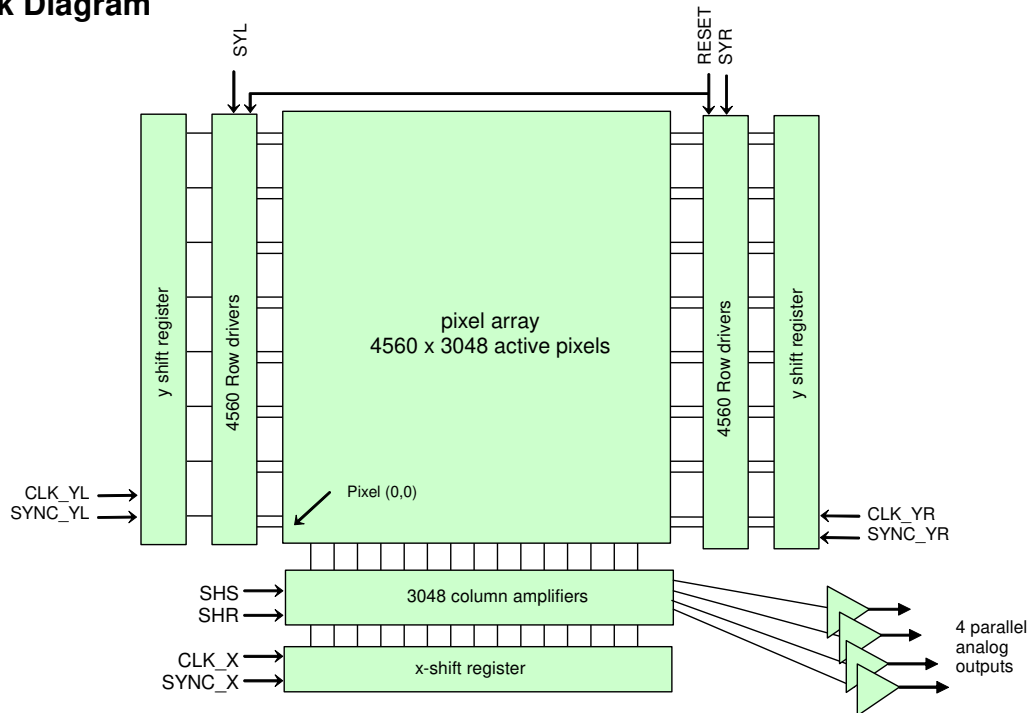 Diagram
SYL
RESET
SYR
y shift register
4560 Row drivers
pixel array
4560 x 3048 active pixels
4560 Row drivers
y shift register
Pixel (0,0)
CLK_YL
SYNC_YL
CLK_YR
SYNC_YR
SHS
SHR
3048 column amplifiers
4 parallel
analog
outputs
CLK_X
SYNC_X
x-shift register